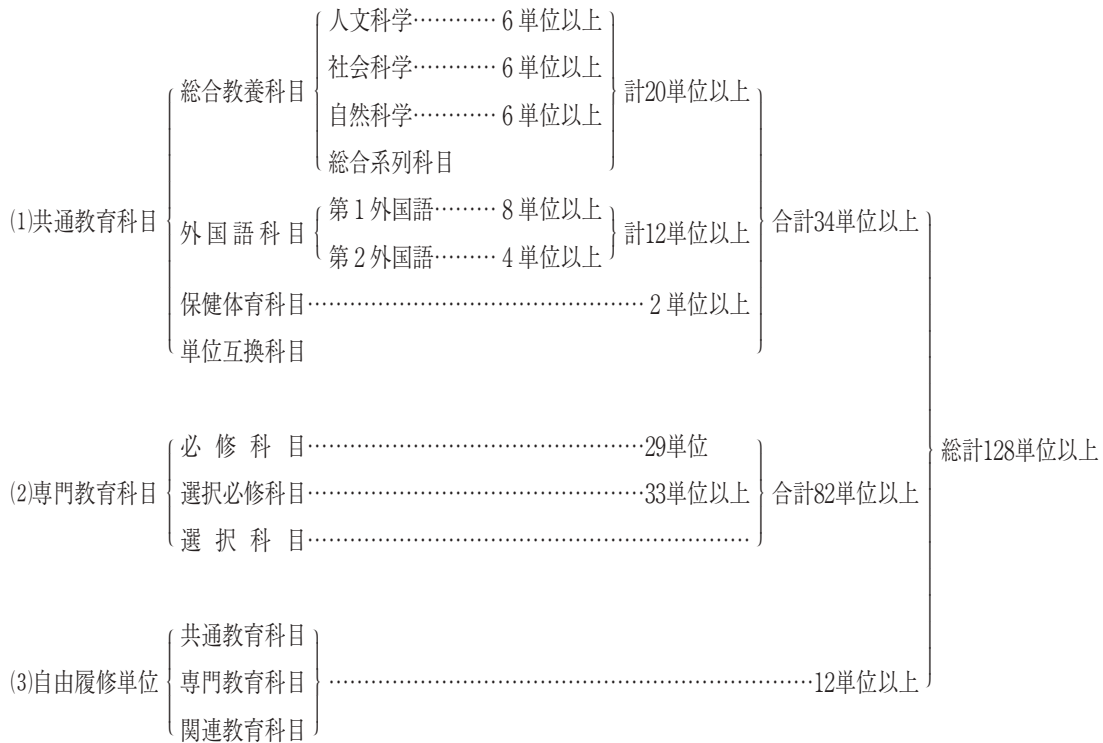 人文科学………… 6 単位以上
社会科学………… 6 単位以上
総合教養科目 計20単位以上
自然科学………… 6 単位以上
総合系列科目
第 1 外国語……… 8 単位以上
⑴共通教育科目 外国語科目 計12単位以上 合計34単位以上
第 2 外国語……… 4 単位以上
保健体育科目………………………………………… 2 単位以上
単位互換科目
必修科目…………………………………………29単位
総計128単位以上
⑵専門教育科目 選択必修科目…………………………………………33単位以上 合計82単位以上
選択科目………………………………………………………
共通教育科目
⑶自由履修単位 専門教育科目 ……………………………………………………………12単位以上
関連教育科目